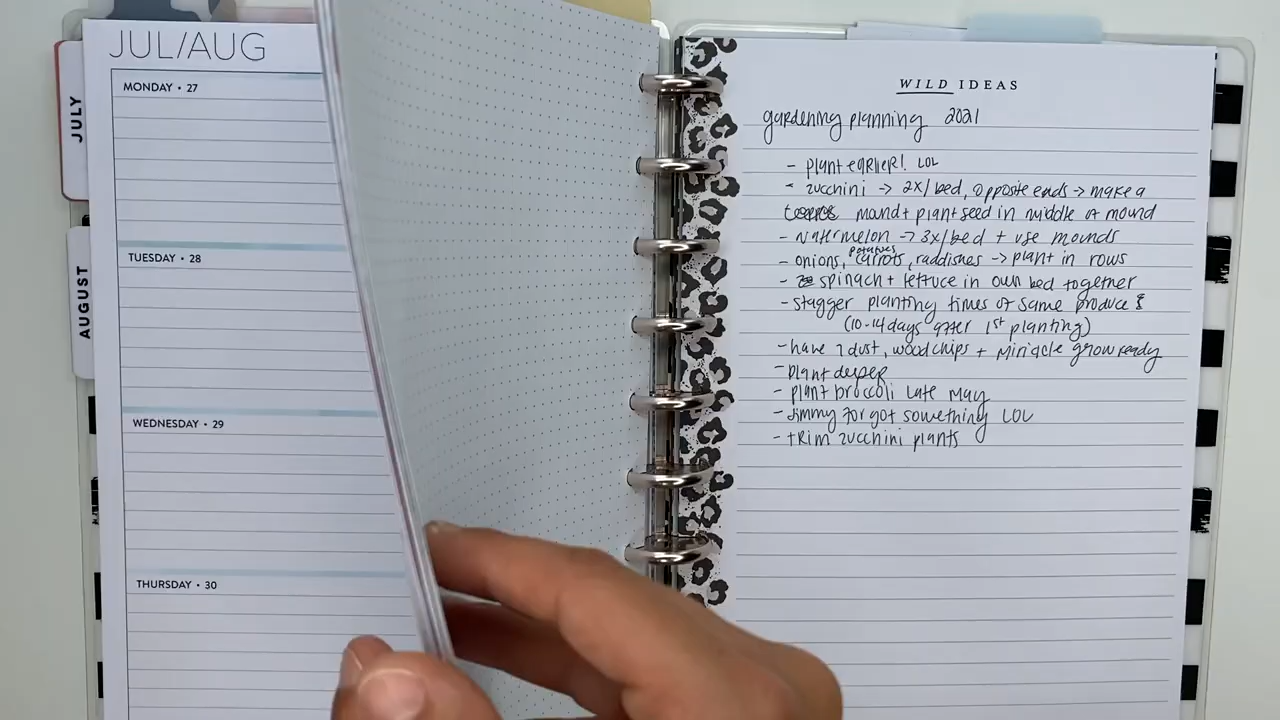 JUL/AUG
JULY
AUGUST
MONDAY • 27
TUESDAY • 28
WEDNESDAY • 29
THURSDAY • 30
WILD IDEAS
gardening planning 2021
- plant earlier! LOL
- zucchini → 2x/bed, opposite ends → make a
mound + plant seed in middle of mound
- watermelon → 3x/bed + use mounds
potatoes
- onions, carrots, raddishes → plant in rows
- spinach + lettuce in own bed together
- stagger planting times of same produce
(10-14 days after 1st planting)
- have 7 dust, woodchips + miricle grow ready
- plant deeper
- plant broccoli late may
- Jimmy forgot something LOL
- trim zucchini plants